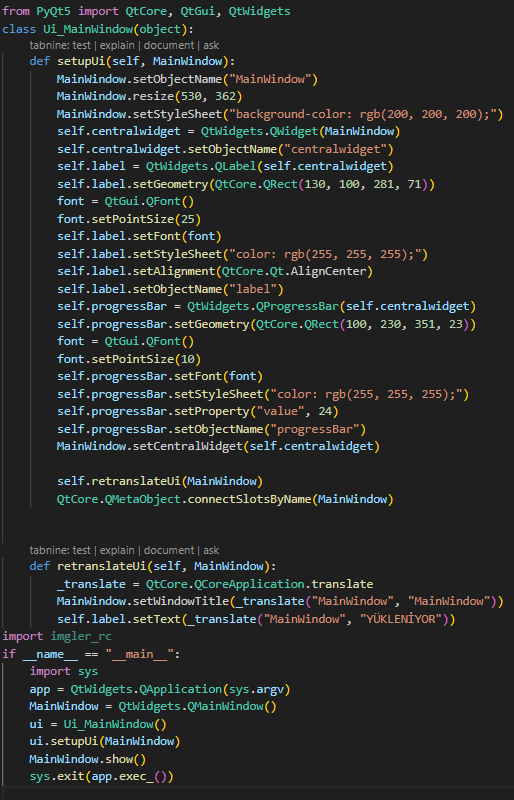 from PyQt5 import QtCore, QtGui, QtWidgets
class Ui_MainWindow(object):
tabnine: test | explain | document | ask
    def setupUi(self, MainWindow):
        MainWindow.setObjectName("MainWindow")
        MainWindow.resize(530, 362)
        MainWindow.setStyleSheet("background-color: rgb(200, 200, 200);")
        self.centralwidget = QtWidgets.QWidget(MainWindow)
        self.centralwidget.setObjectName("centralwidget")
        self.label = QtWidgets.QLabel(self.centralwidget)
        self.label.setGeometry(QtCore.QRect(130, 100, 281, 71))
        font = QtGui.QFont()
        font.setPointSize(25)
        self.label.setFont(font)
        self.label.setStyleSheet("color: rgb(255, 255, 255);")
        self.label.setAlignment(QtCore.Qt.AlignCenter)
        self.label.setObjectName("label")
        self.progressBar = QtWidgets.QProgressBar(self.centralwidget)
        self.progressBar.setGeometry(QtCore.QRect(100, 230, 351, 23))
        font = QtGui.QFont()
        font.setPointSize(10)
        self.progressBar.setFont(font)
        self.progressBar.setStyleSheet("color: rgb(255, 255, 255);")
        self.progressBar.setProperty("value", 24)
        self.progressBar.setObjectName("progressBar")
        MainWindow.setCentralWidget(self.centralwidget)

        self.retranslateUi(MainWindow)
        QtCore.QMetaObject.connectSlotsByName(MainWindow)

tabnine: test | explain | document | ask
    def retranslateUi(self, MainWindow):
        _translate = QtCore.QCoreApplication.translate
        MainWindow.setWindowTitle(_translate("MainWindow", "MainWindow"))
        self.label.setText(_translate("MainWindow", "YÜKLENİYOR"))
import imgler_rc
if __name__ == "__main__":
    import sys
    app = QtWidgets.QApplication(sys.argv)
    MainWindow = QtWidgets.QMainWindow()
    ui = Ui_MainWindow()
    ui.setupUi(MainWindow)
    MainWindow.show()
    sys.exit(app.exec_())